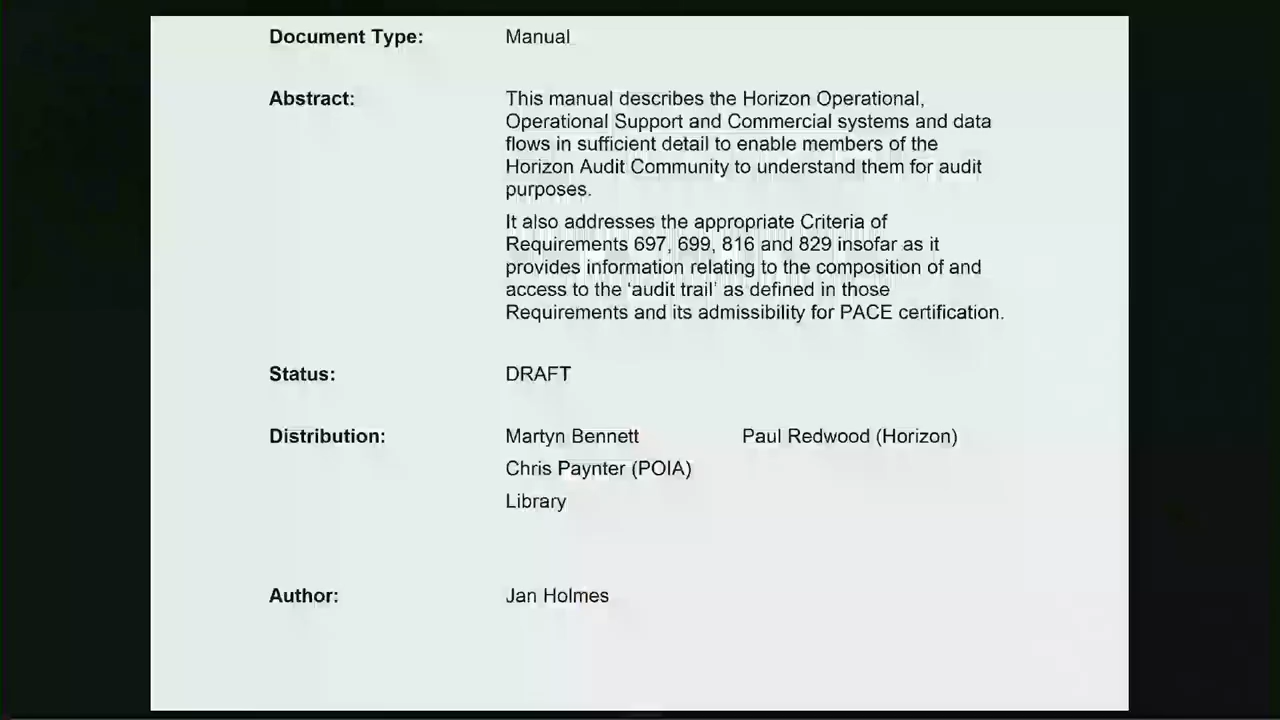 Document Type: Manual
Abstract: This manual describes the Horizon Operational,
Operational Support and Commercial systems and data
flows in sufficient detail to enable members of the
Horizon Audit Community to understand them for audit
purposes.
It also addresses the appropriate Criteria of
Requirements 697, 699, 816 and 829 insofar as it
provides information relating to the composition of and
access to the ‘audit trail’ as defined in those
Requirements and its admissibility for PACE certification.
Status: DRAFT
Distribution: Martyn Bennett Paul Redwood (Horizon)
Chris Paynter (POIA)
Library
Author: Jan Holmes